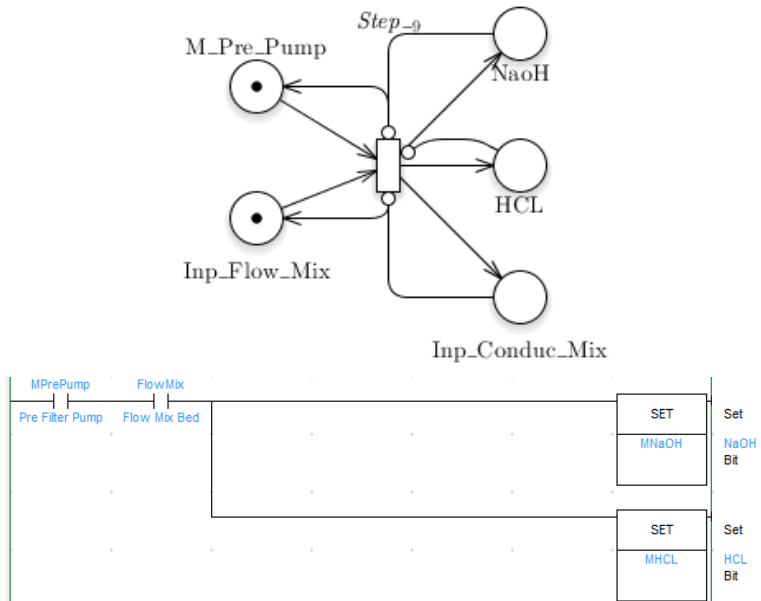 Step_9
M_Pre_Pump
NaoH
HCL
Inp_Flow_Mix
Inp_Conduc_Mix
MPrePump FlowMix
Pre Filter Pump Flow Mix Bed
SET Set
MNaOH NaOH
Bit
SET Set
MHCL HCL
Bit